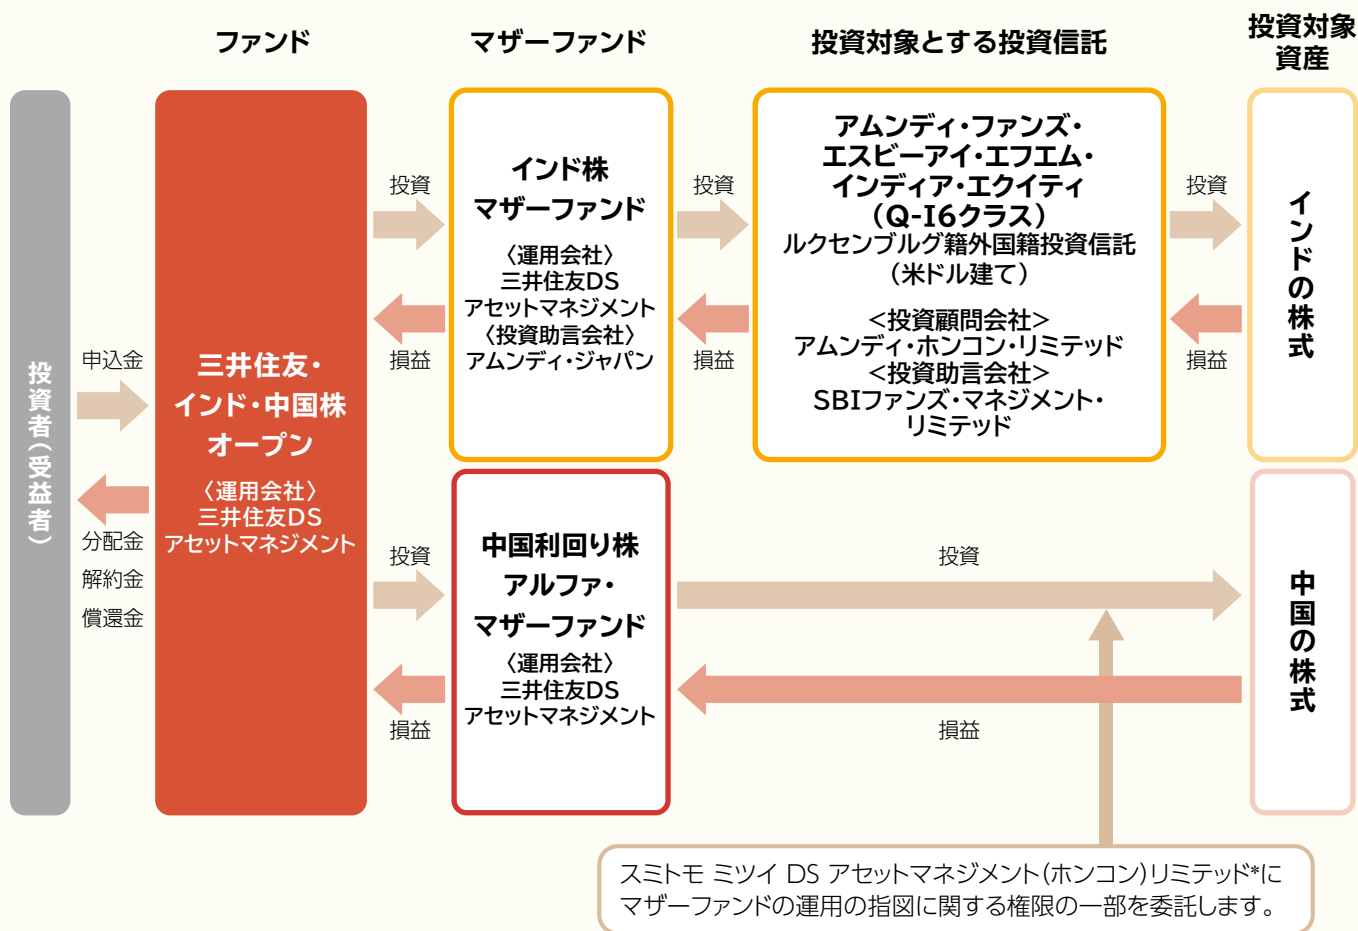 ファンド
マザーファンド
投資対象とする投資信託
投資対象
資産
投資者(受益者)
申込金
分配金
解約金
償還金
三井住友・
インド・中国株
オープン
〈運用会社〉
三井住友DS
アセットマネジメント
投資
損益
インド株
マザーファンド
〈運用会社〉
三井住友DS
アセットマネジメント
〈投資助言会社〉
アムンディ・ジャパン
投資
損益
アムンディ・ファンズ・
エスビーアイ・エフエム・
インディア・エクイティ
(Q-I6クラス)
ルクセンブルグ籍外国籍投資信託
(米ドル建て)
<投資顧問会社>
アムンディ・ホンコン・リミテッド
<投資助言会社>
SBIファンズ・マネジメント・
リミテッド
投資
損益
インドの株式
投資
損益
中国利回り株
アルファ・
マザーファンド
〈運用会社〉
三井住友DS
アセットマネジメント
投資
損益
中国の株式
スミトモ ミツイ DS アセットマネジメント(ホンコン)リミテッド*に
マザーファンドの運用の指図に関する権限の一部を委託します。